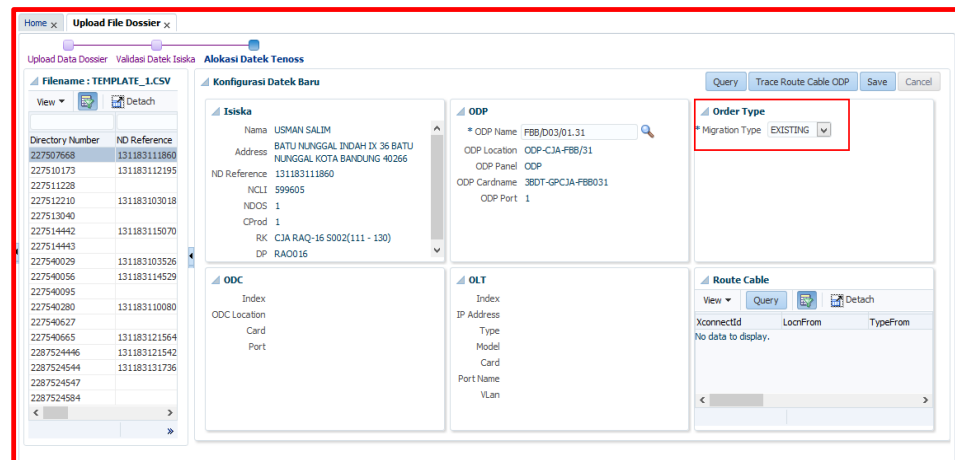 Home x Upload File Dossier x
Upload Data Dossier Validasi Datek Isiska Alokasi Datek Tenoss
Filename : TEMPLATE_1.CSV
View Detach
Directory Number ND Reference
227507668 131183111860
227510173 131183112195
227511228
227512210 131183103018
227513040
227514442 131183115070
227514443
227540029 131183103526
227540056 131183114529
227540095
227540280 131183110080
227540627
227540665 131183121564
2287524446 131183121542
2287524544 131183131736
2287524547
2287524584
Konfigurasi Datek Baru
Query Trace Route Cable ODP Save Cancel
Isiska
Nama USMAN SALIM
Address BATU NUNGGAL INDAH IX 36 BATU
NUNGGAL KOTA BANDUNG 40266
ND Reference 131183111860
NCLI 599605
NDOS 1
CProd 1
RK CJA RAQ-16 S002(111 - 130)
DP RAO016
ODP
* ODP Name FBB/D03/01.31
ODP Location ODP-CJA-FBB/31
ODP Panel ODP
ODP Cardname 3BDT-GPCJA-FBB031
ODP Port 1
Order Type
* Migration Type EXISTING
ODC
Index
ODC Location
Card
Port
OLT
Index
IP Address
Type
Model
Card
Port Name
VLan
Route Cable
View Query Detach
XconnectId LocnFrom TypeFrom
No data to display.